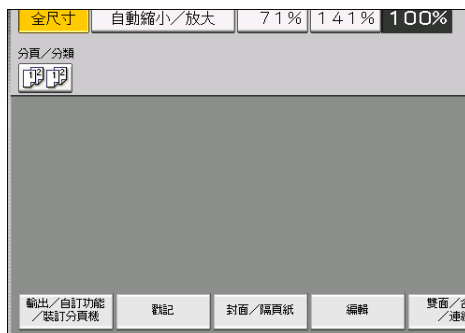 全尺寸 自動縮小／放大 71% 141% 100%
分頁／分類
輸出／自訂功能
／裝訂分頁機
戳記
封面／隔頁紙
編輯
雙面／
／連